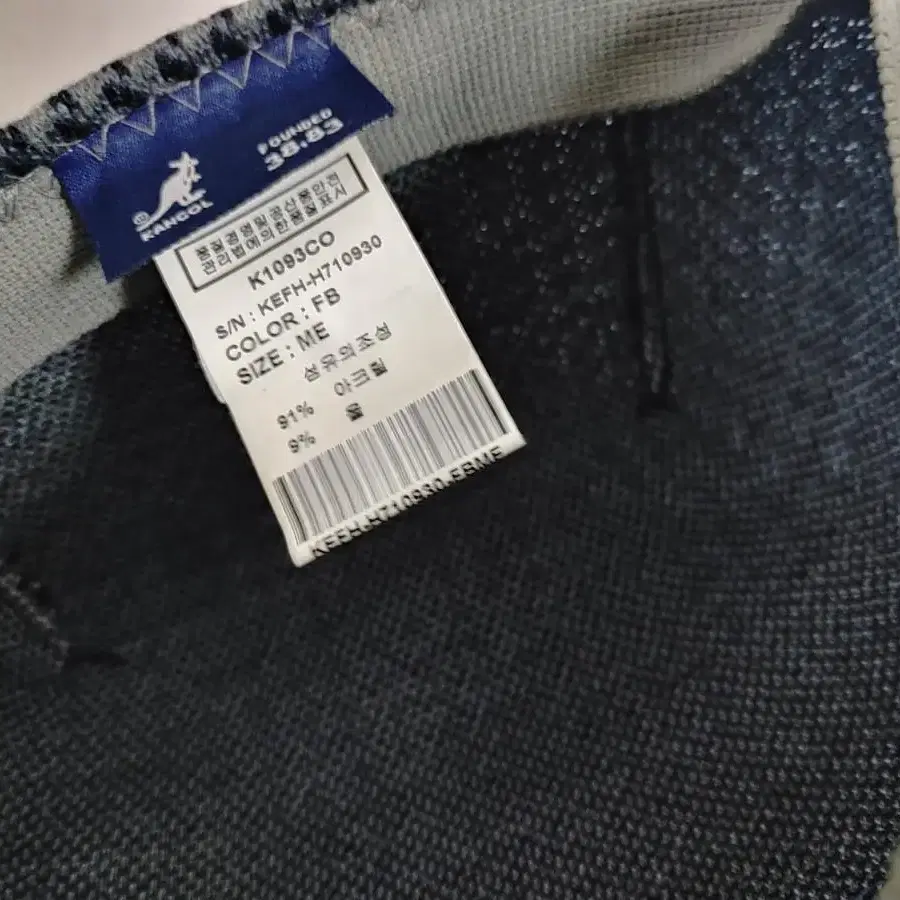 FOUNDED
38.83
KANGOL
품질경영및공산품안전
관리법에의한품질표시
K1093CO
S/N : KEFH-H710930
COLOR : FB
SIZE : ME
섬유의조성
91% 아크릴
9% 울
KEFH-H710930-FBME